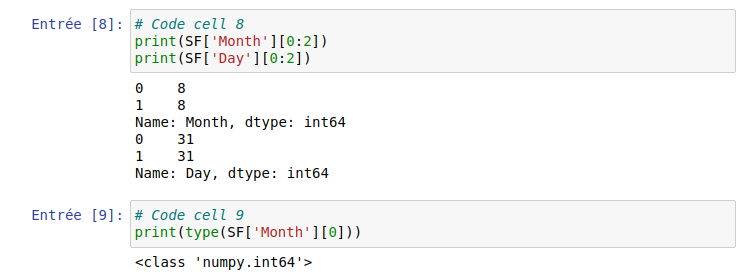 Entrée [8]: # Code cell 8
print(SF['Month'][0:2])
print(SF['Day'][0:2])
0    8
1    8
Name: Month, dtype: int64
0    31
1    31
Name: Day, dtype: int64
Entrée [9]: # Code cell 9
print(type(SF['Month'][0]))
<class 'numpy.int64'>